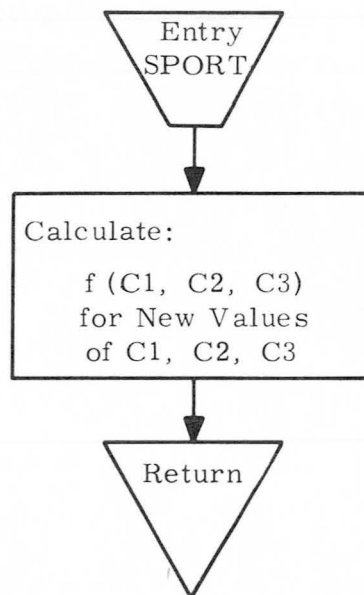 Entry
SPORT
Calculate:
f (C1, C2, C3)
for New Values
of C1, C2, C3
Return